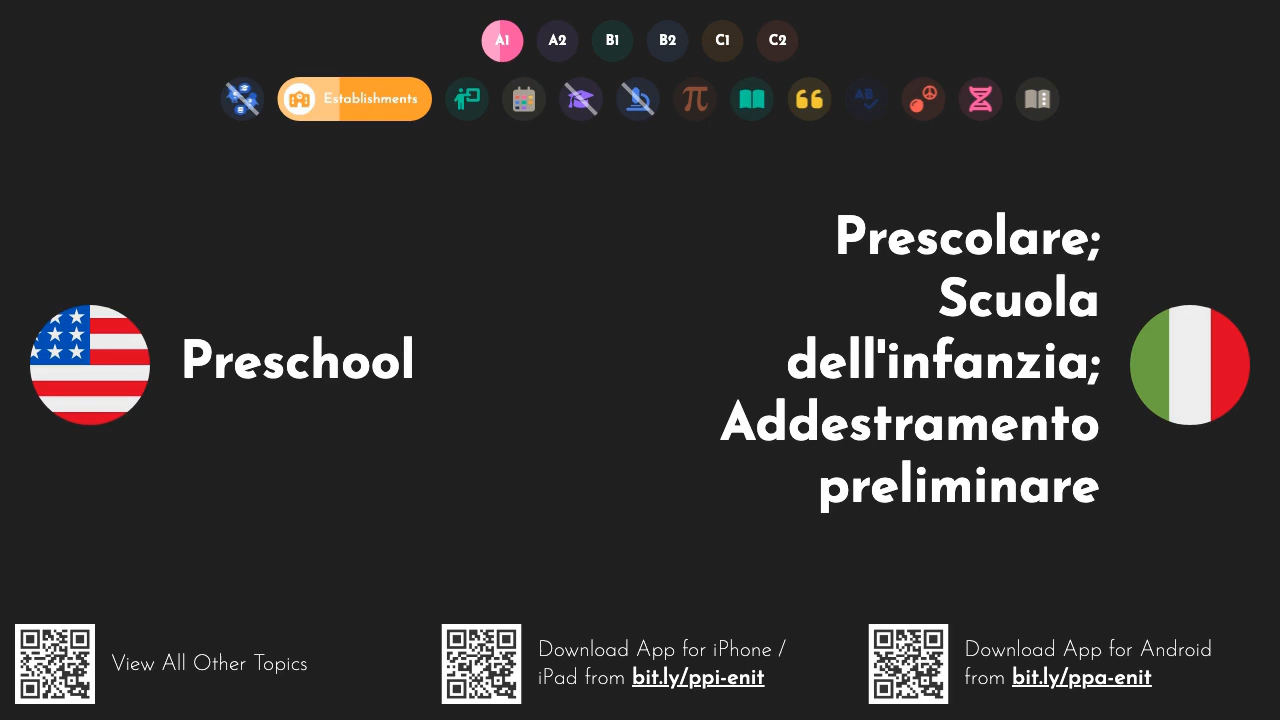 A1 A2 B1 B2 C1 C2
Establishments
Preschool
Prescolare;
Scuola
dell'infanzia;
Addestramento
preliminare
View All Other Topics
Download App for iPhone /
iPad from bit.ly/ppi-enit
Download App for Android
from bit.ly/ppa-enit